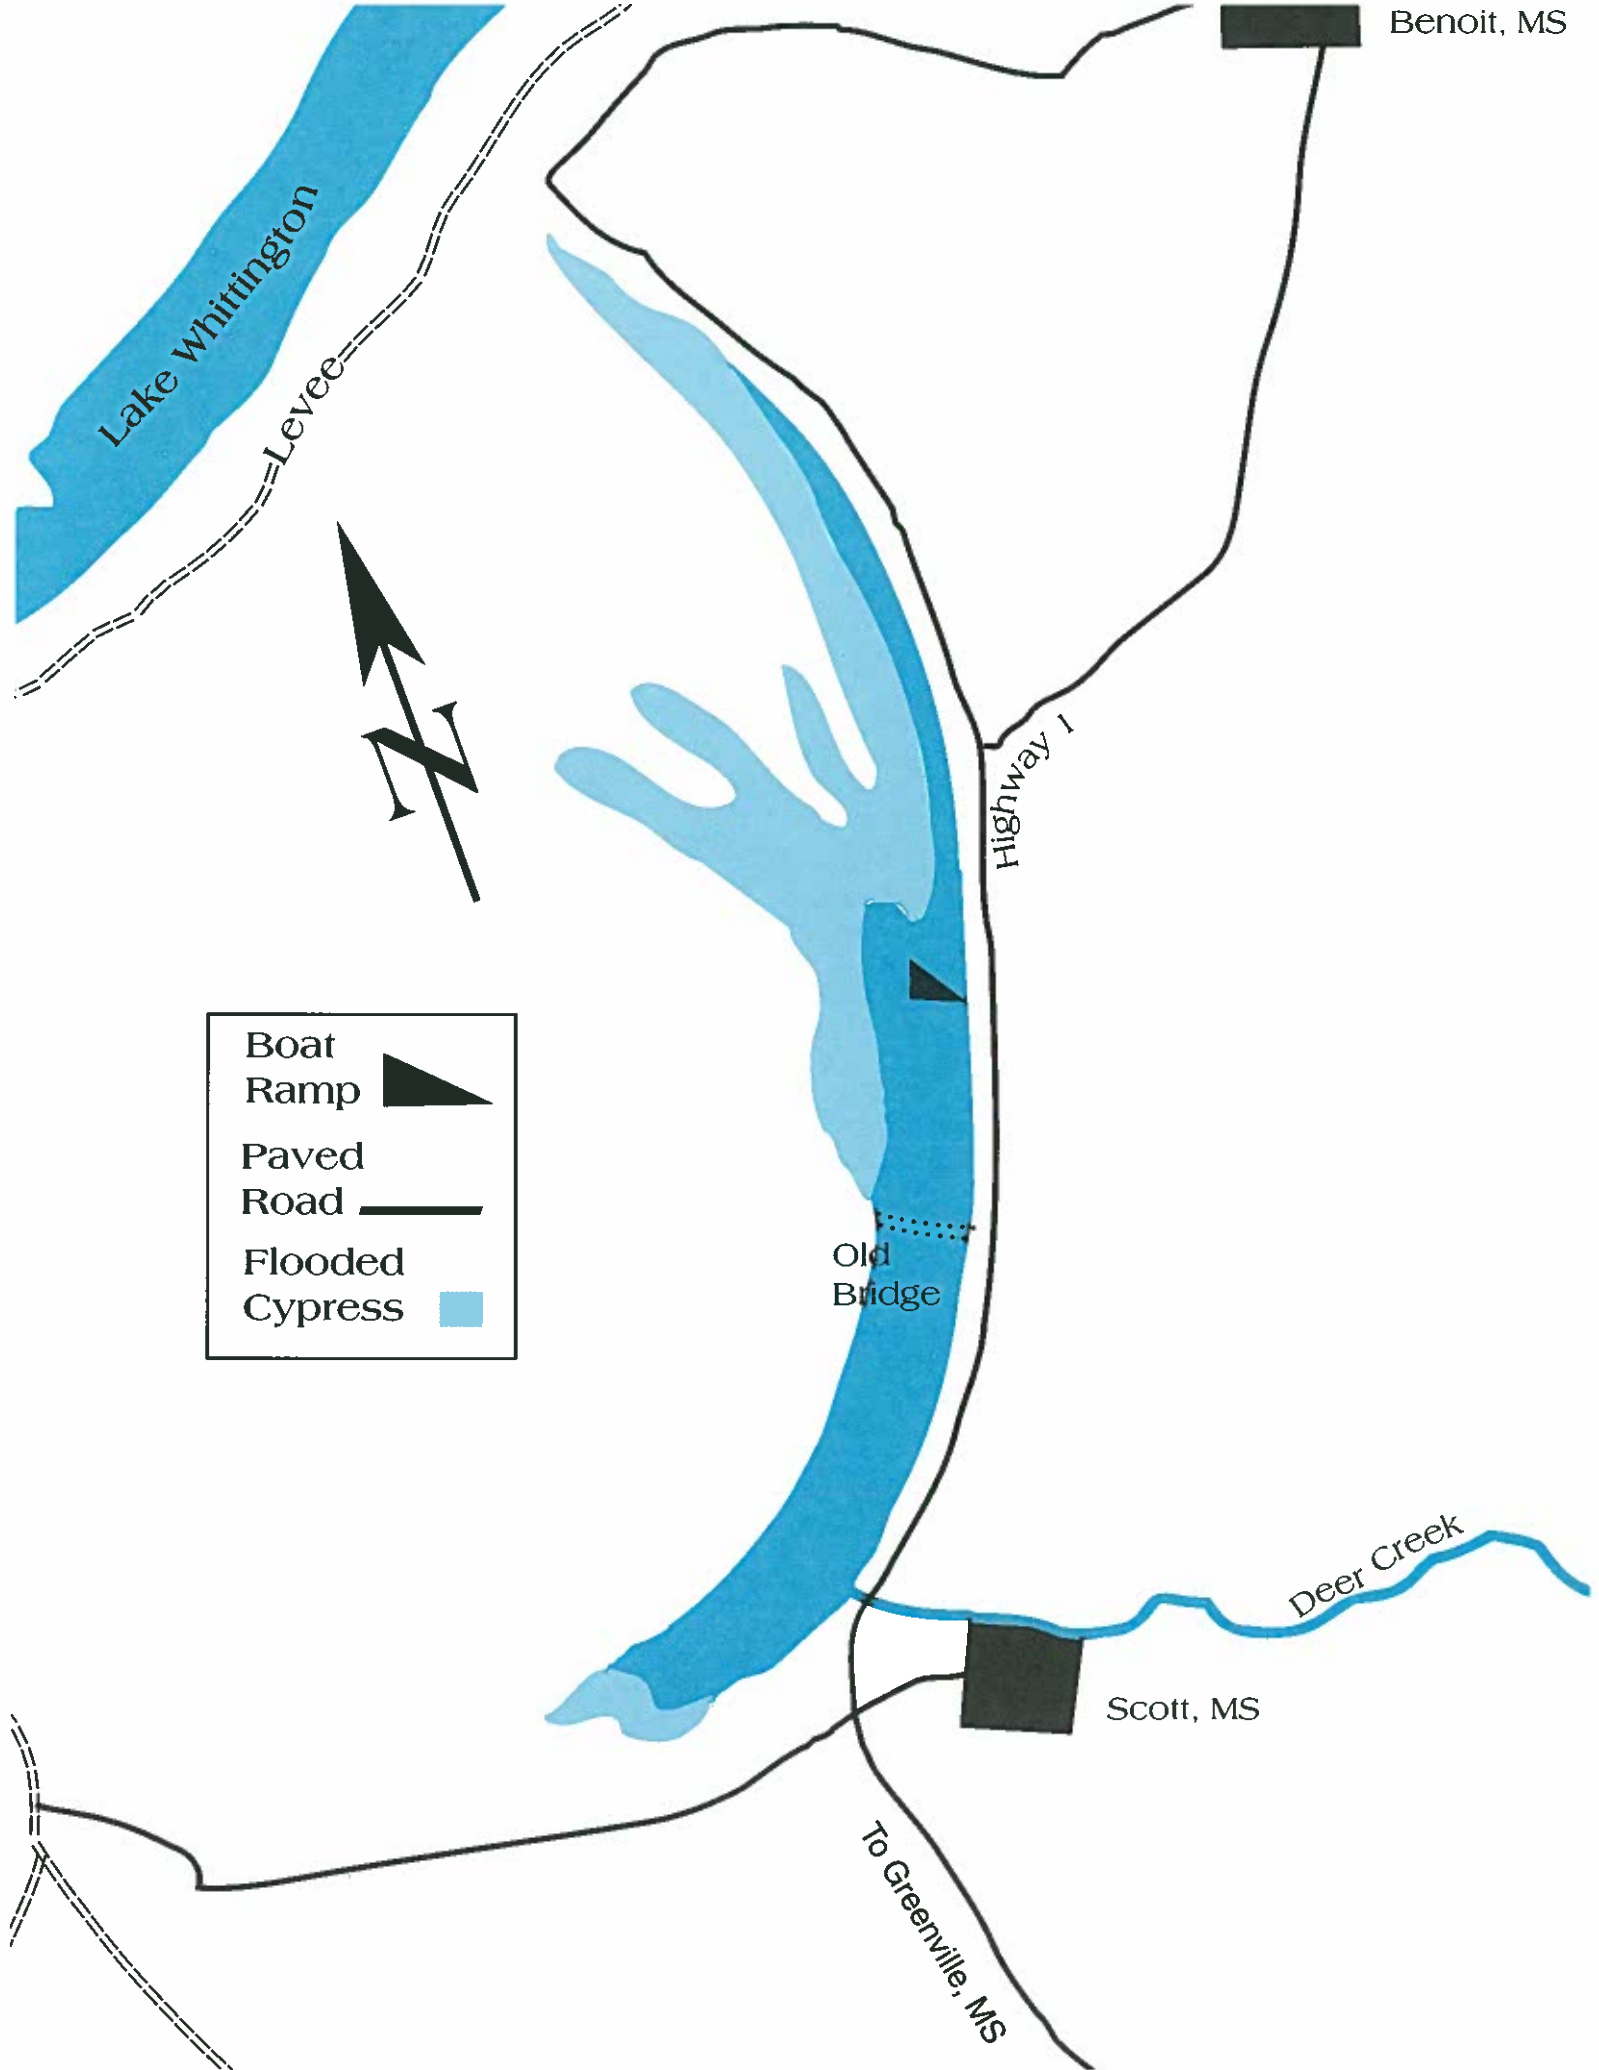 Benoit, MS
Lake Whittington
Levee
N
Highway 1
Boat
Ramp
Paved
Road
Flooded
Cypress
Old
Bridge
Deer Creek
Scott, MS
To Greenville, MS